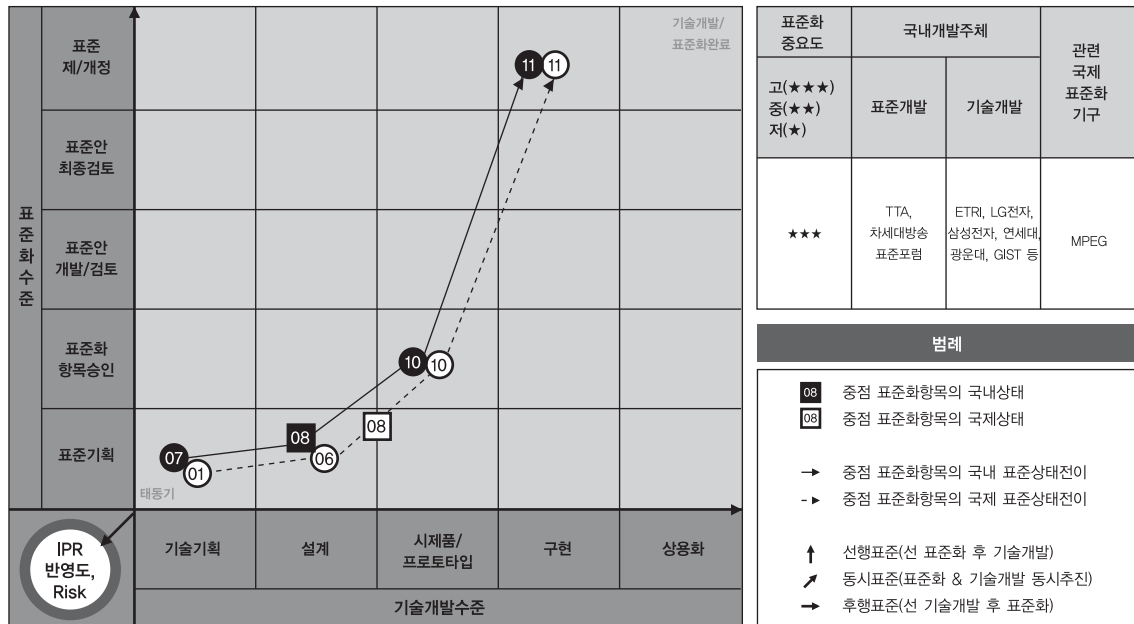 표준화수준
표준
제/개정
표준안
최종검토
표준안
개발/검토
표준화
항목승인
표준기획
기술개발/
표준화완료
11 11
10 10
08 08
07 01 06
태동기
IPR
반영도,
Risk
기술기획
설계
시제품/
프로토타입
구현
상용화
기술개발수준
표준화
중요도
국내개발주체
관련
국제
표준화
기구
고(★★★)
중(★★)
저(★)
표준개발
기술개발
★★★
TTA,
차세대방송
표준포럼
ETRI, LG전자,
삼성전자, 연세대,
광운대, GIST 등
MPEG
범례
08 중점 표준화항목의 국내상태
08 중점 표준화항목의 국제상태
중점 표준화항목의 국내 표준상태전이
중점 표준화항목의 국제 표준상태전이
선행표준(선 표준화 후 기술개발)
동시표준(표준화 & 기술개발 동시추진)
후행표준(선 기술개발 후 표준화)